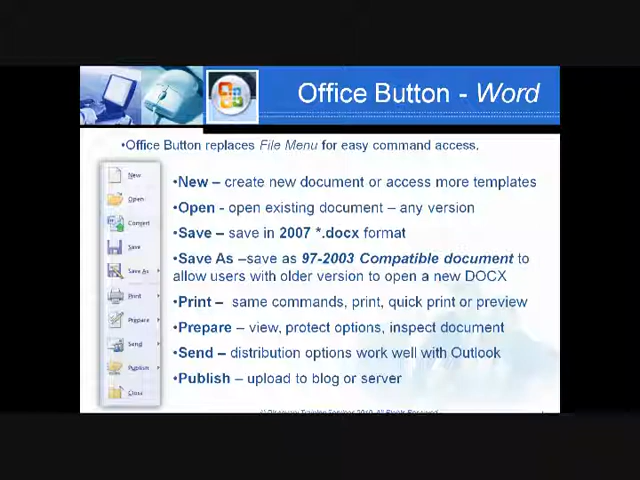 Office Button - Word
•Office Button replaces File Menu for easy command access.
New
Open
Convert
Save
Save As
Print
Prepare
Send
Publish
Close
•New – create new document or access more templates
•Open - open existing document – any version
•Save – save in 2007 *.docx format
•Save As –save as 97-2003 Compatible document to
allow users with older version to open a new DOCX
•Print – same commands, print, quick print or preview
•Prepare – view, protect options, inspect document
•Send – distribution options work well with Outlook
•Publish – upload to blog or server